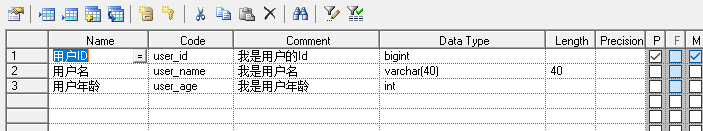 Name Code Comment Data Type Length Precision P F M
1 用户ID = user_id 我是用户的Id bigint
2 用户名 user_name 我是用户名 varchar(40) 40
3 用户年龄 user_age 我是用户年龄 int